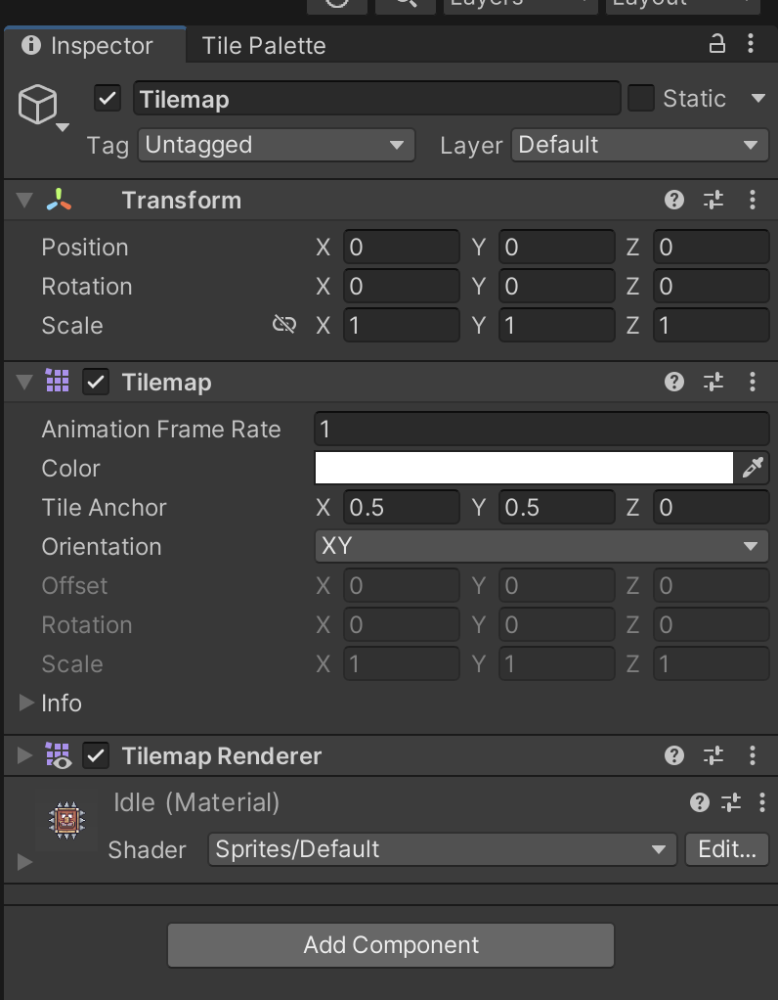 Layers Layout
Inspector Tile Palette
Tilemap Static
Tag Untagged Layer Default
Transform
Position X 0 Y 0 Z 0
Rotation X 0 Y 0 Z 0
Scale X 1 Y 1 Z 1
Tilemap
Animation Frame Rate 1
Color
Tile Anchor X 0.5 Y 0.5 Z 0
Orientation XY
Offset X 0 Y 0 Z 0
Rotation X 0 Y 0 Z 0
Scale X 1 Y 1 Z 1
Info
Tilemap Renderer
Idle (Material)
Shader Sprites/Default Edit...
Add Component